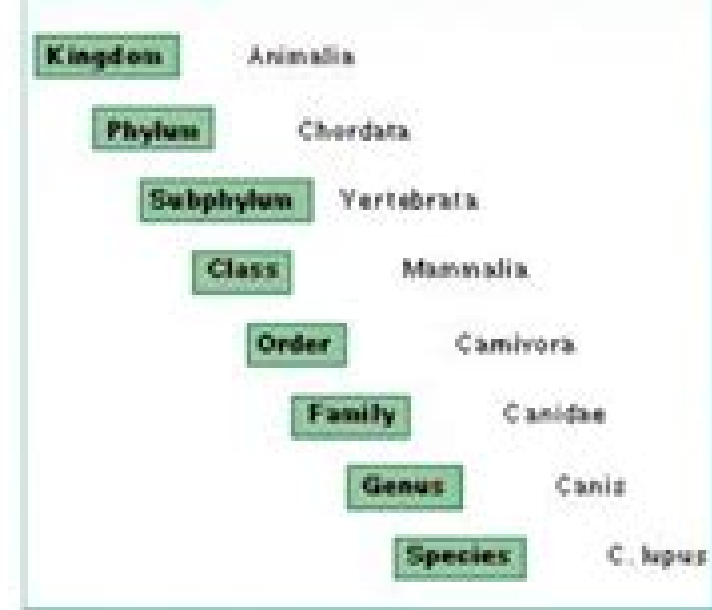 Kingdom Animalia
Phylum Chordata
Subphylum Vertebrata
Class Mammalia
Order Carnivora
Family Canidae
Genus Canis
Species C. lupus